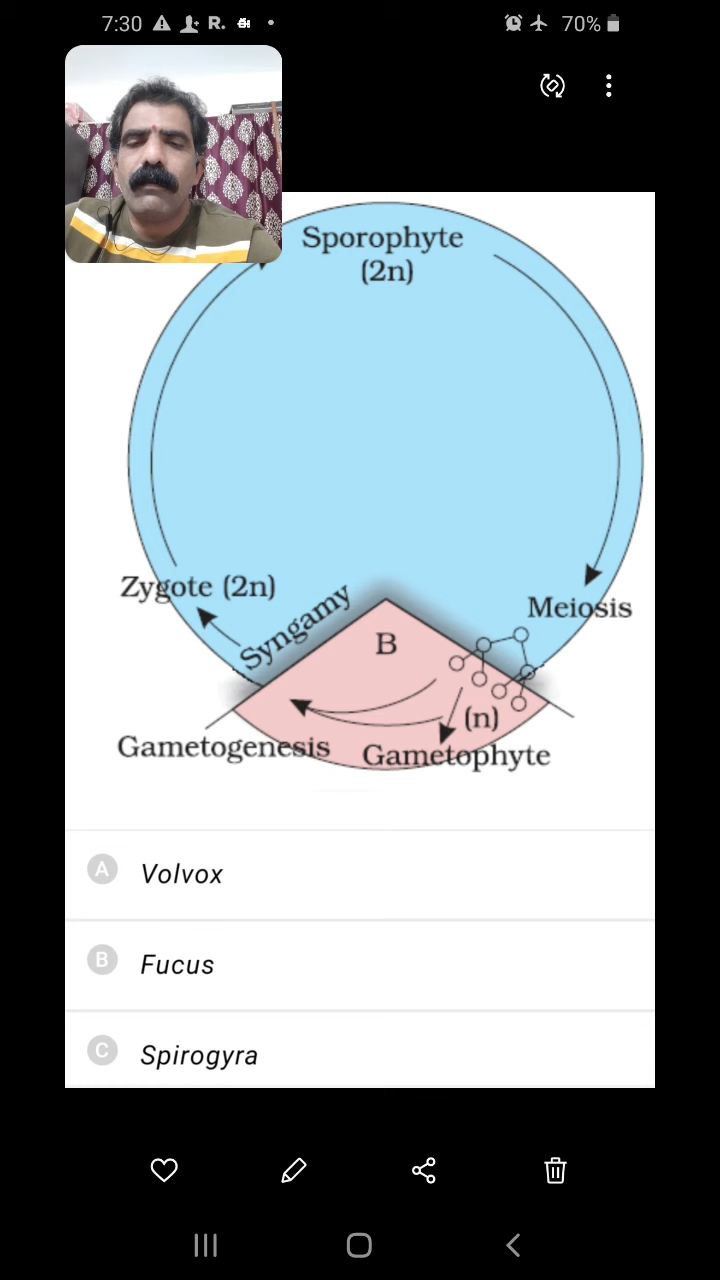 7:30 R. 70%
Sporophyte
(2n)
Zygote (2n)
Syngamy
Meiosis
B
(n)
Gametogenesis
Gametophyte
A Volvox
B Fucus
C Spirogyra